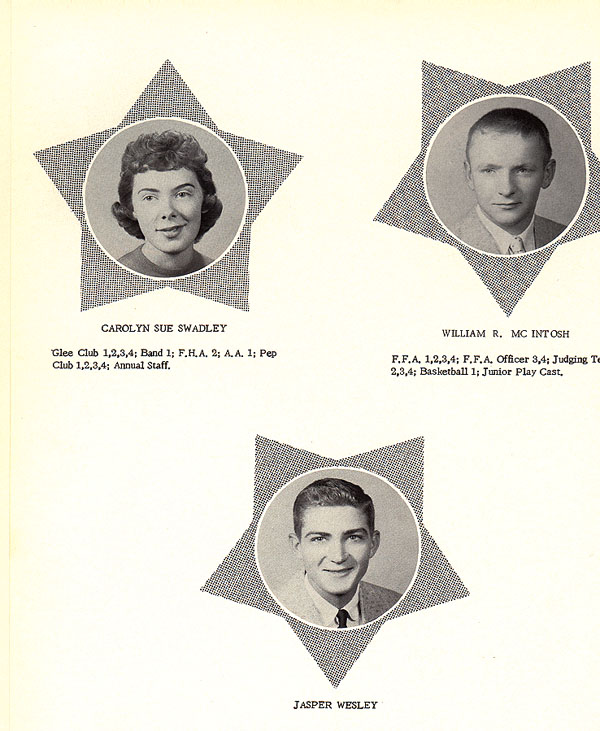 CAROLYN SUE SWADLEY
Glee Club 1,2,3,4; Band 1; F.H.A. 2; A.A. 1; Pep
Club 1,2,3,4; Annual Staff.
WILLIAM R. MC INTOSH
F.F.A. 1,2,3,4; F.F.A. Officer 3,4; Judging Te
2,3,4; Basketball 1; Junior Play Cast.
JASPER WESLEY